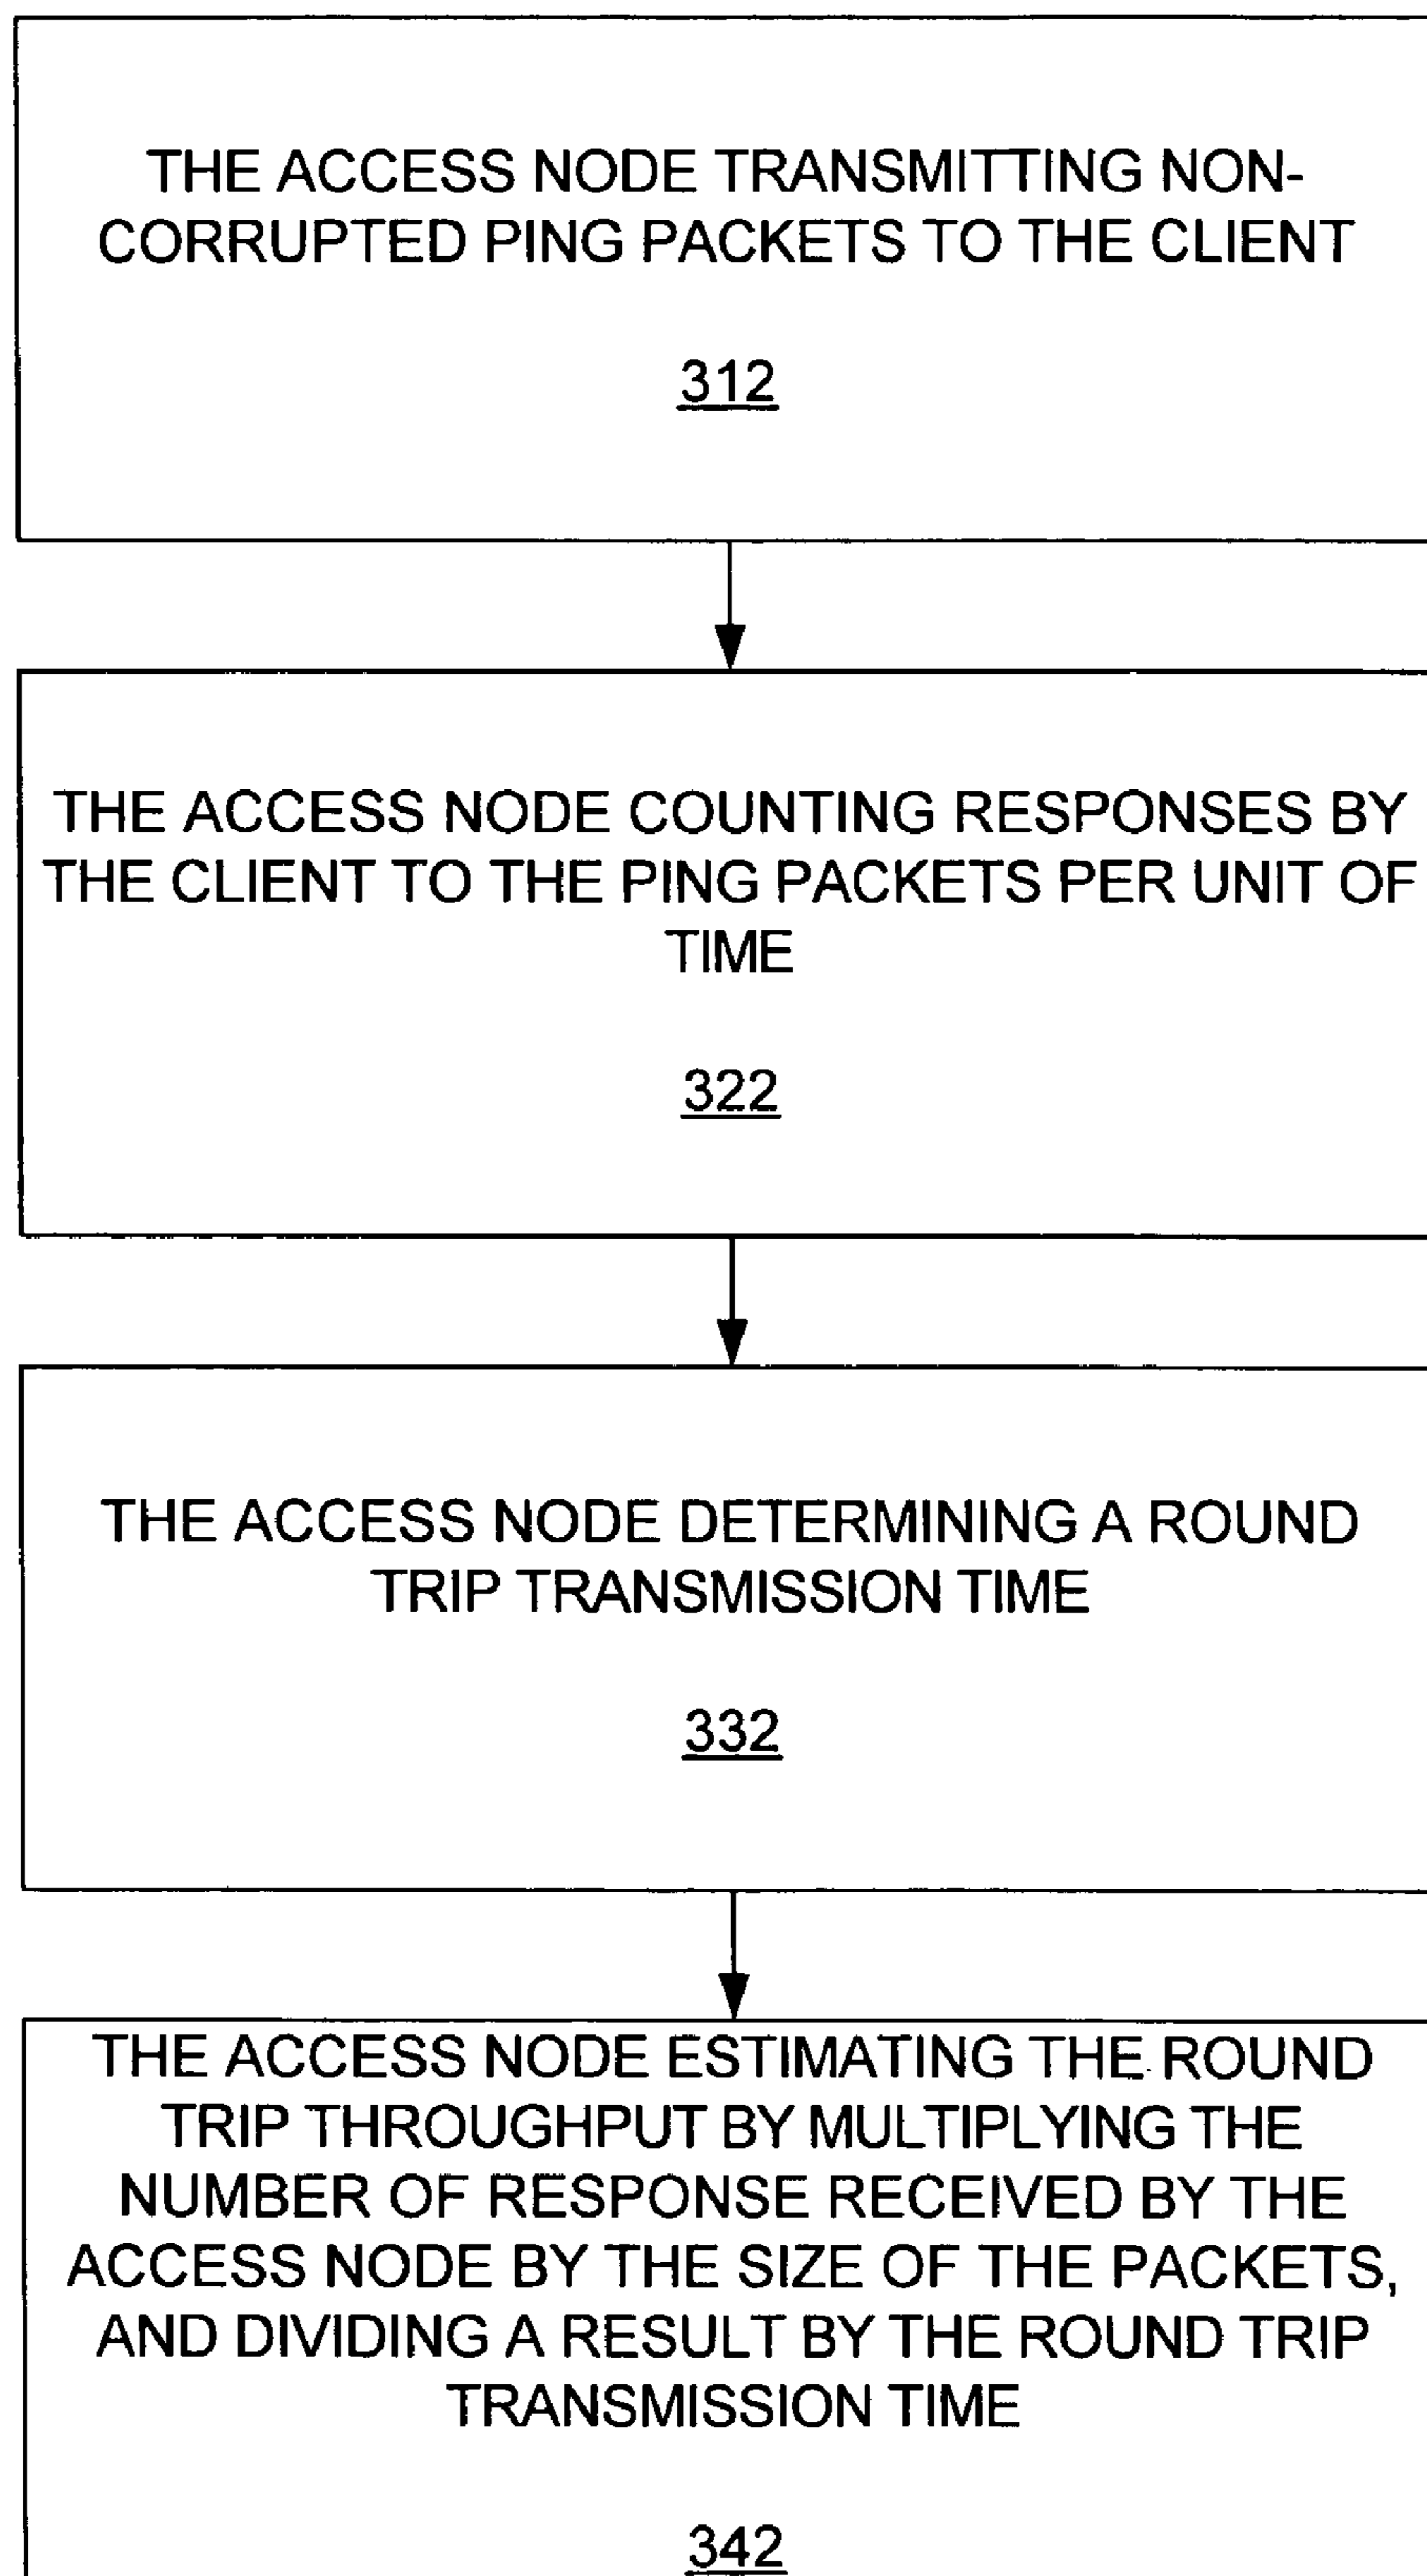 THE ACCESS NODE TRANSMITTING NON-
CORRUPTED PING PACKETS TO THE CLIENT
312
THE ACCESS NODE COUNTING RESPONSES BY
THE CLIENT TO THE PING PACKETS PER UNIT OF
TIME
322
THE ACCESS NODE DETERMINING A ROUND
TRIP TRANSMISSION TIME
332
THE ACCESS NODE ESTIMATING THE ROUND
TRIP THROUGHPUT BY MULTIPLYING THE
NUMBER OF RESPONSE RECEIVED BY THE
ACCESS NODE BY THE SIZE OF THE PACKETS,
AND DIVIDING A RESULT BY THE ROUND TRIP
TRANSMISSION TIME
342